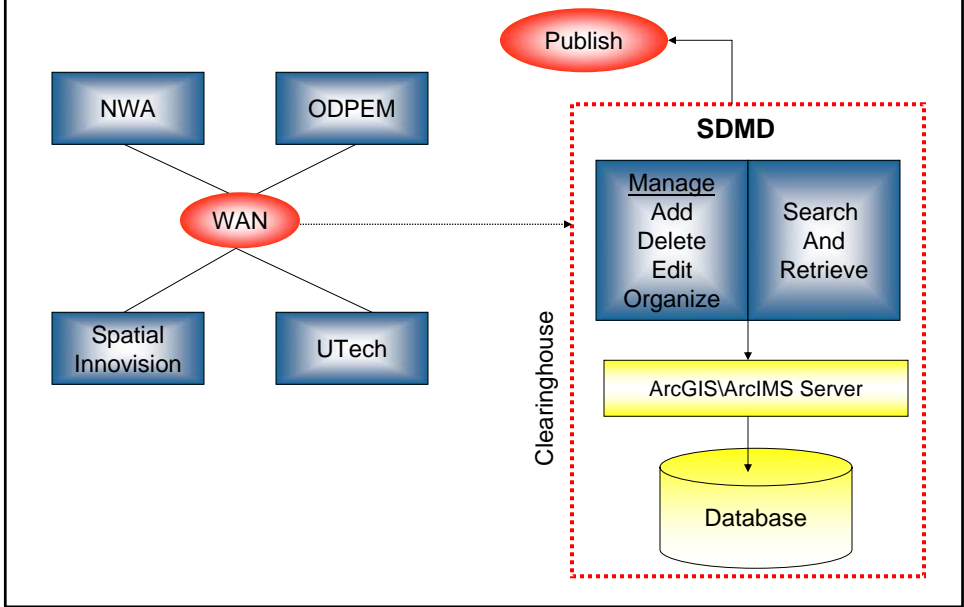 Publish
NWA
ODPEM
WAN
Spatial
Innovision
UTech
SDMD
Manage
Add
Delete
Edit
Organize
Search
And
Retrieve
Clearinghouse
ArcGIS\ArcIMS Server
Database